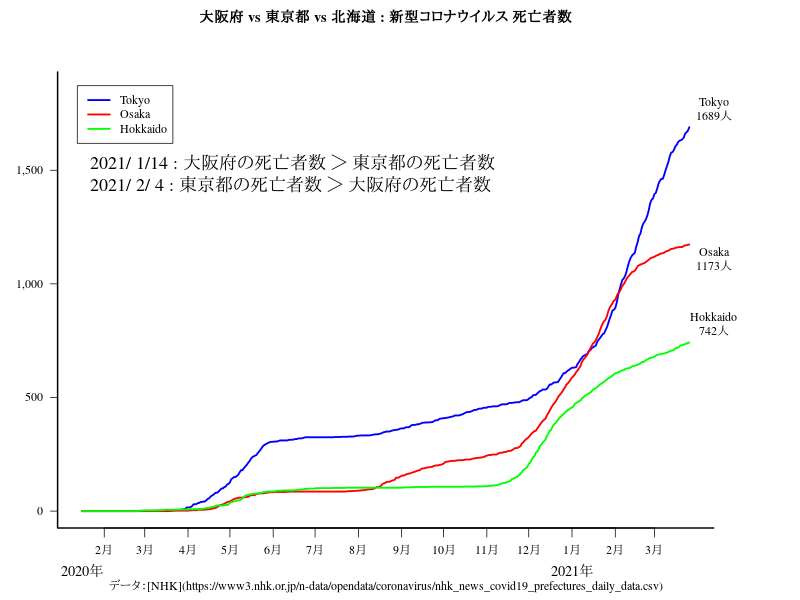 大阪府 vs 東京都 vs 北海道 : 新型コロナウイルス 死亡者数
Tokyo
Osaka
Hokkaido
2021/ 1/14 : 大阪府の死亡者数 ＞ 東京都の死亡者数
2021/ 2/ 4 : 東京都の死亡者数 ＞ 大阪府の死亡者数
Tokyo
1689人
Osaka
1173人
Hokkaido
742人
1,500
1,000
500
0
2月 3月 4月 5月 6月 7月 8月 9月 10月 11月 12月 1月 2月 3月
2020年 2021年
データ：[NHK](https://www3.nhk.or.jp/n-data/opendata/coronavirus/nhk_news_covid19_prefectures_daily_data.csv)